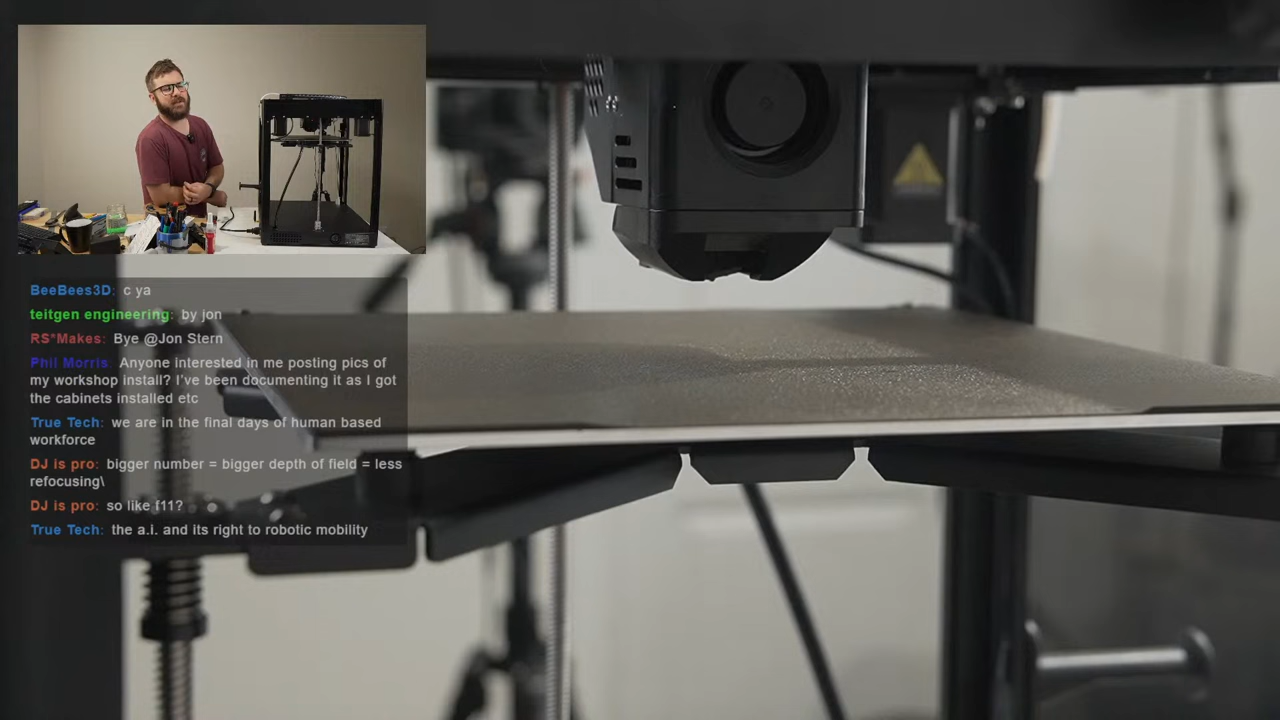 BeeBees3D: c ya
teitgen engineering: by jon
RS*Makes: Bye @Jon Stern
Phil Morris: Anyone interested in me posting pics of
my workshop install? I've been documenting it as I got
the cabinets installed etc
True Tech: we are in the final days of human based
workforce
DJ is pro: bigger number = bigger depth of field = less
refocusing\
DJ is pro: so like f11?
True Tech: the a.i. and its right to robotic mobility